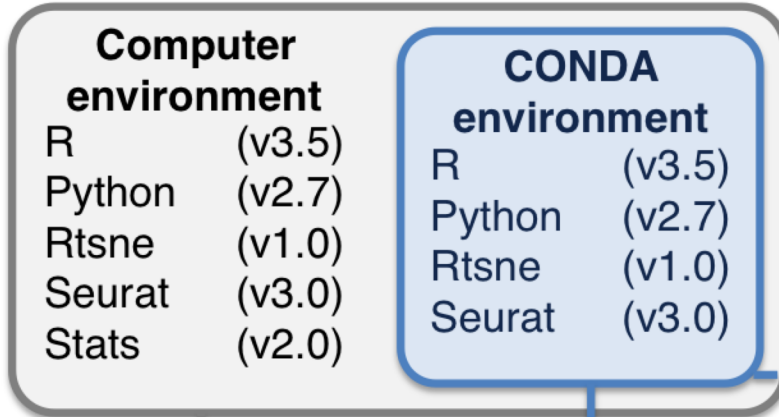 Computer
environment
R (v3.5)
Python (v2.7)
Rtsne (v1.0)
Seurat (v3.0)
Stats (v2.0)
CONDA
environment
R (v3.5)
Python (v2.7)
Rtsne (v1.0)
Seurat (v3.0)